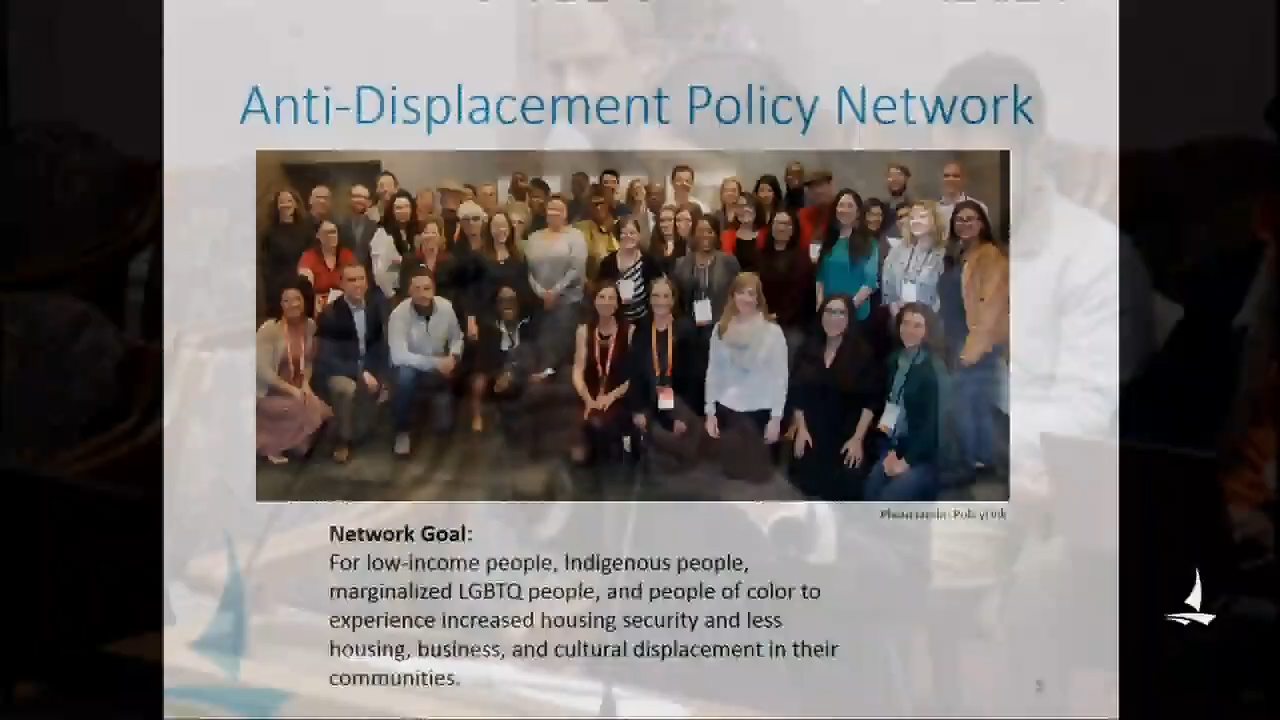 Anti-Displacement Policy Network
Network Goal:
For low-income people, Indigenous people,
marginalized LGBTQ people, and people of color to
experience increased housing security and less
housing, business, and cultural displacement in their
communities.